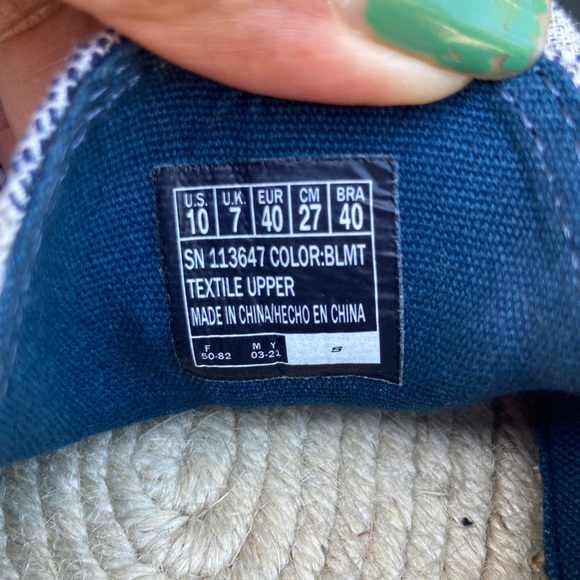 U.S. U.K. EUR CM BRA
10 7 40 27 40
SN 113647 COLOR:BLMT
TEXTILE UPPER
MADE IN CHINA/HECHO EN CHINA
F M Y
50-82 03-21 S